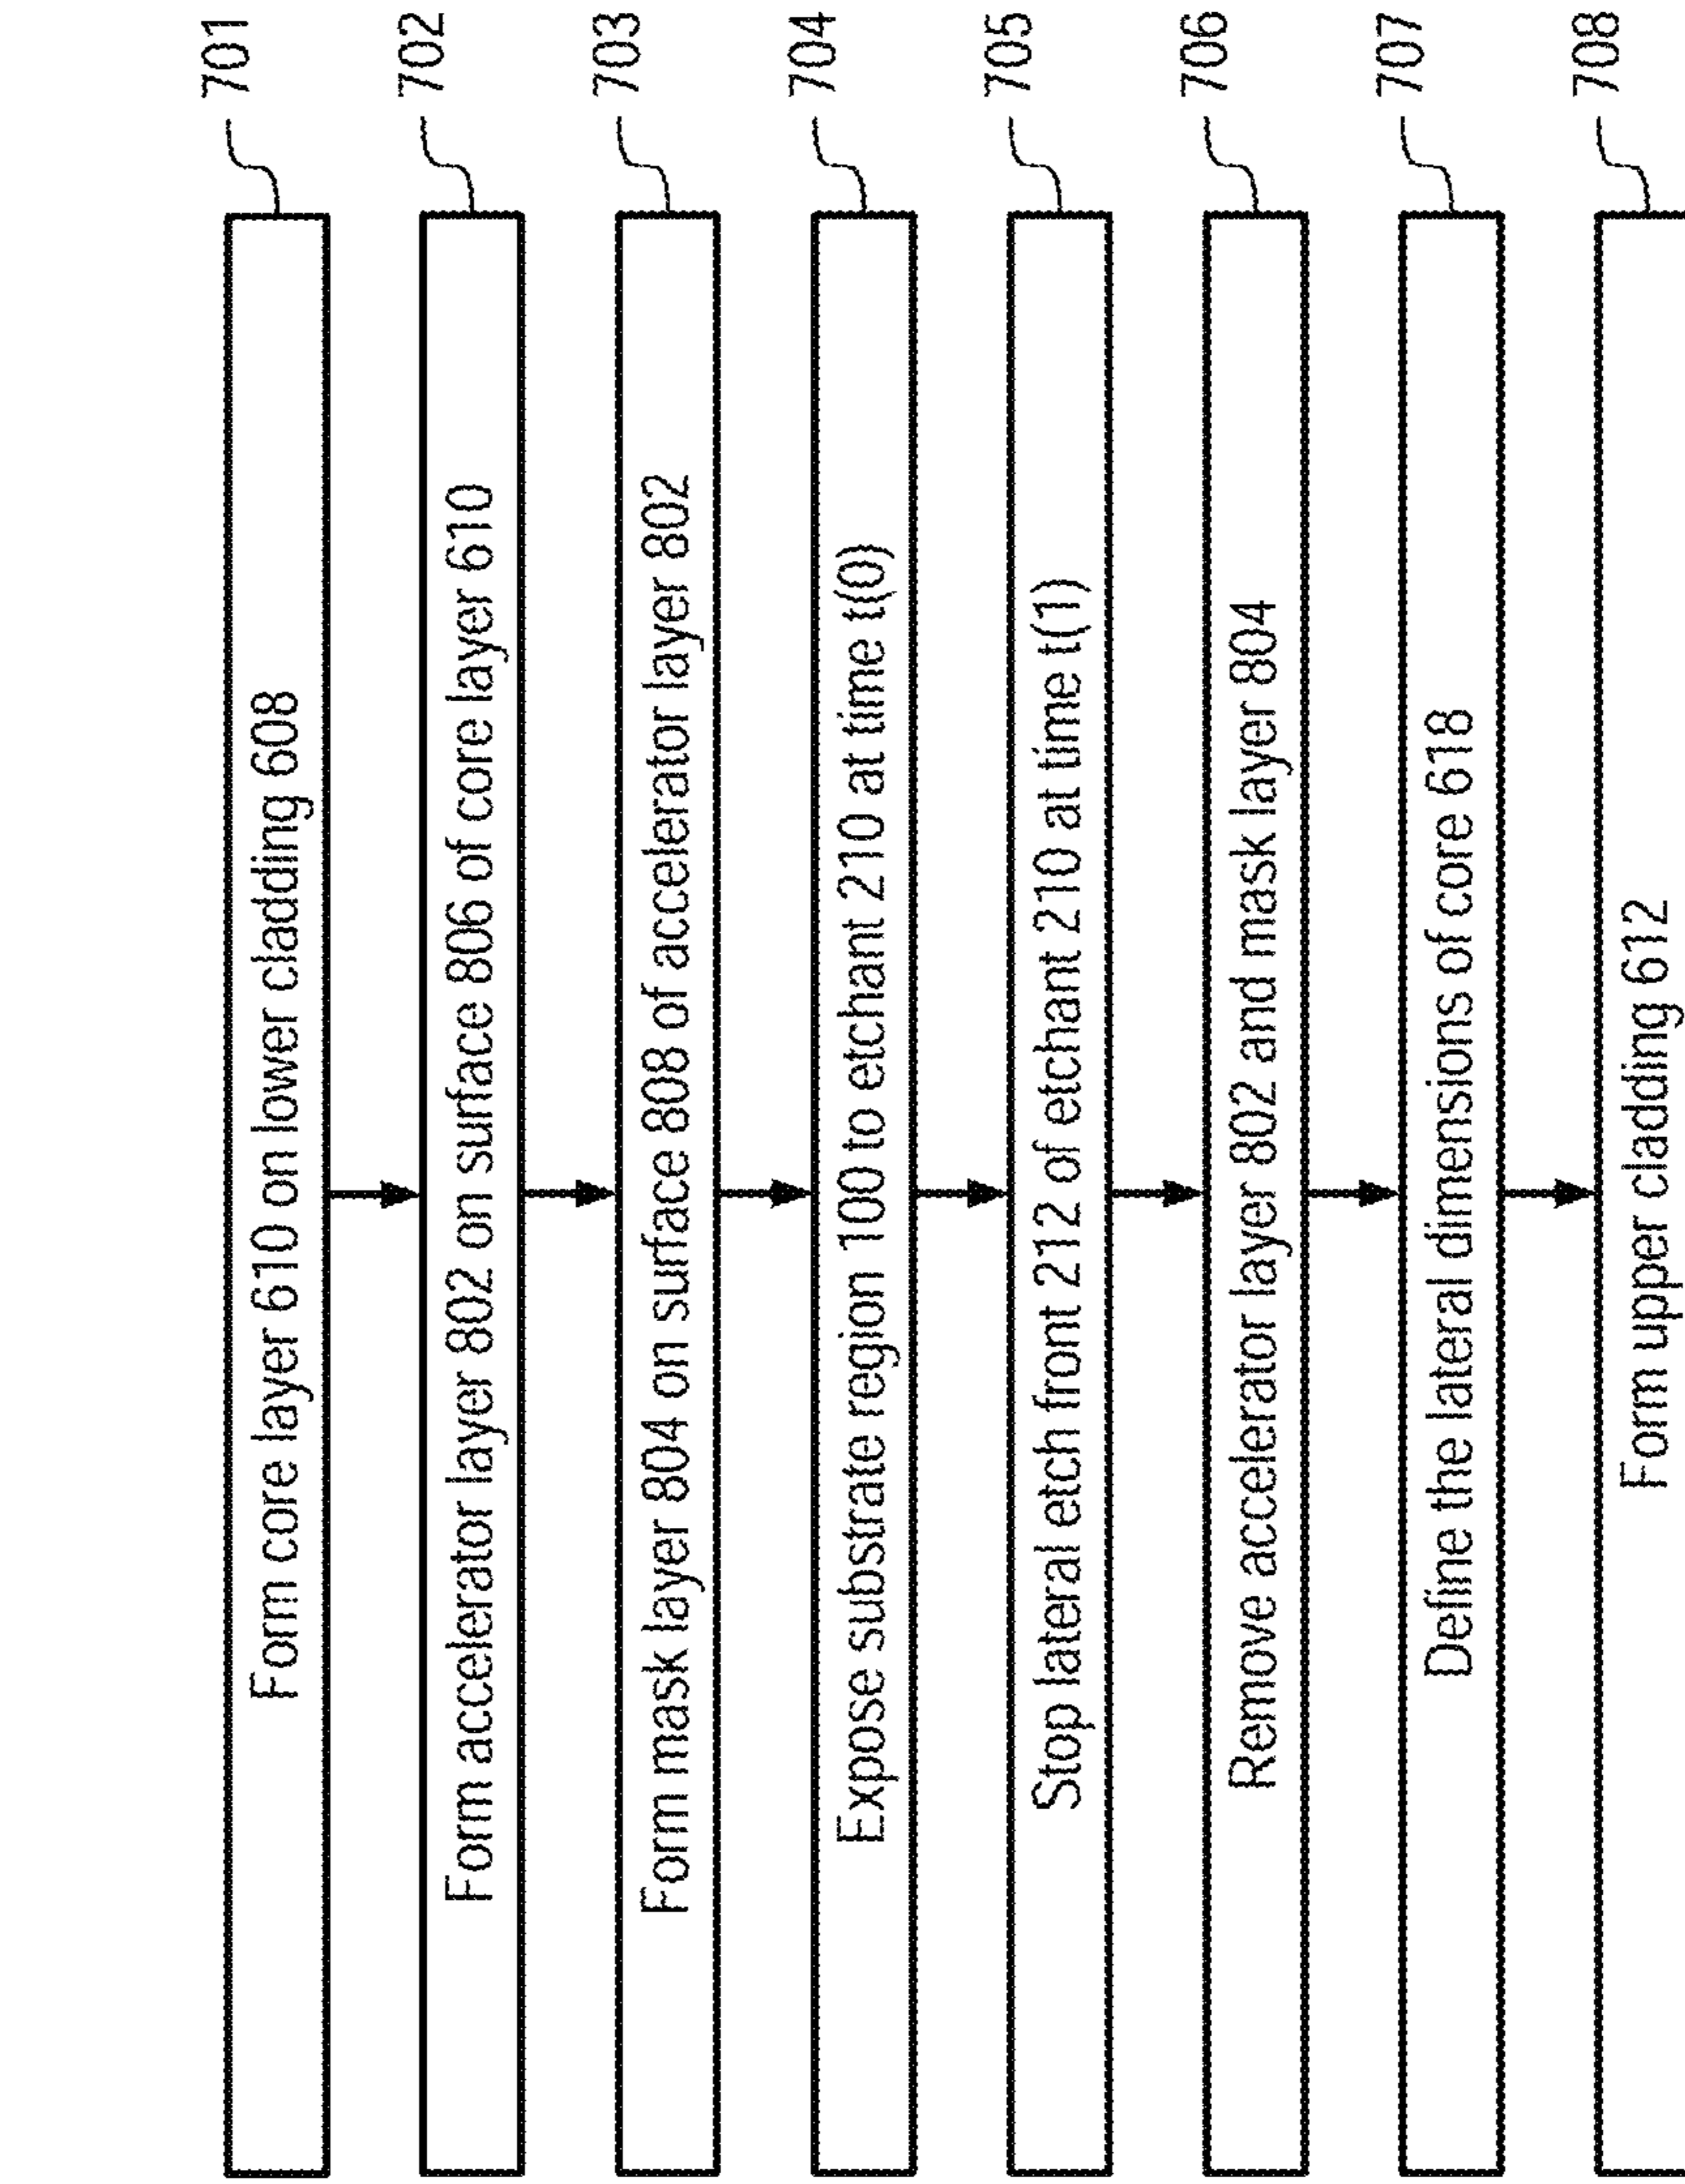 701
Form core layer 610 on lower cladding 608
702
Form accelerator layer 802 on surface 806 of core layer 610
703
Form mask layer 804 on surface 808 of accelerator layer 802
704
Expose substrate region 100 to etchant 210 at time t(0)
705
Stop lateral etch front 212 of etchant 210 at time t(1)
706
Remove accelerator layer 802 and mask layer 804
707
Define the lateral dimensions of core 618
708
Form upper cladding 612